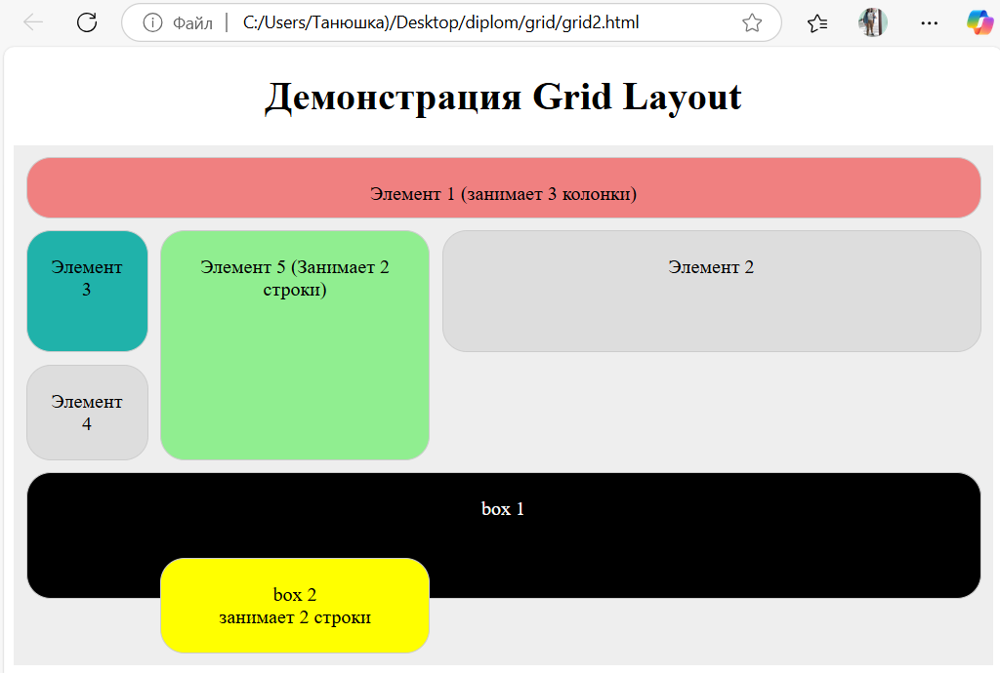 Файл
C:/Users/Танюшка)/Desktop/diplom/grid/grid2.html
Демонстрация Grid Layout
Элемент 1 (занимает 3 колонки)
Элемент
3
Элемент 5 (Занимает 2
строки)
Элемент 2
Элемент
4
box 1
box 2
занимает 2 строки